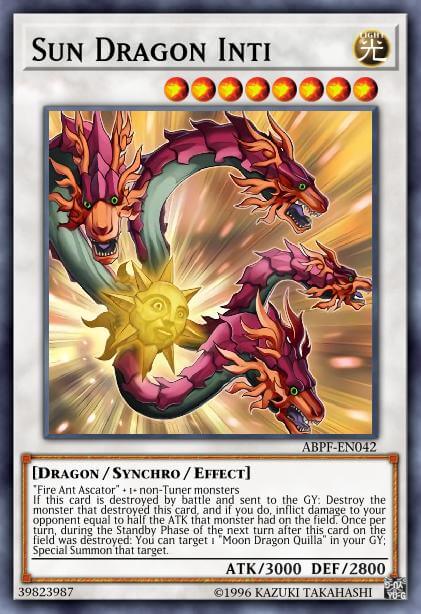 SUN DRAGON INTI
LIGHT
光
ABPF-EN042
[DRAGON / SYNCHRO / EFFECT]
"Fire Ant Ascator" + 1+ non-Tuner monsters
If this card is destroyed by battle and sent to the GY: Destroy the
monster that destroyed this card, and if you do, inflict damage to your
opponent equal to half the ATK that monster had on the field. Once per
turn, during the Standby Phase of the next turn after this card on the
field was destroyed: You can target 1 "Moon Dragon Quilla" in your GY;
Special Summon that target.
ATK/3000 DEF/2800
39823987
©1996 KAZUKI TAKAHASHI